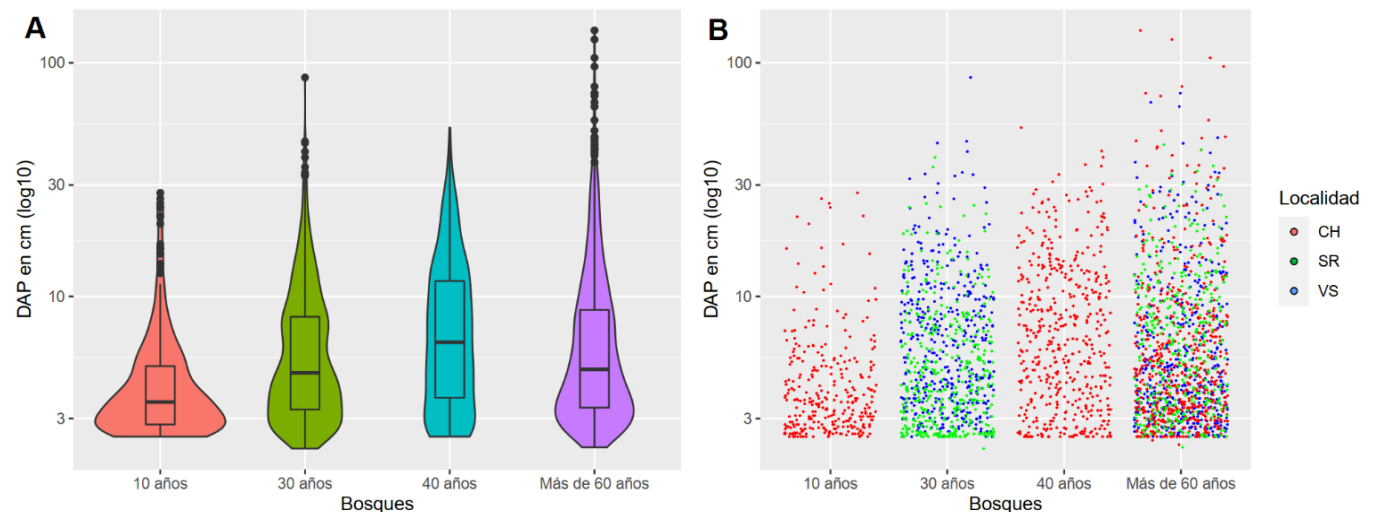 A
DAP en cm (log10)
100
30
10
3
10 años
30 años
40 años
Más de 60 años
Bosques
B
DAP en cm (log10)
100
30
10
3
10 años
30 años
40 años
Más de 60 años
Bosques
Localidad
CH
SR
VS